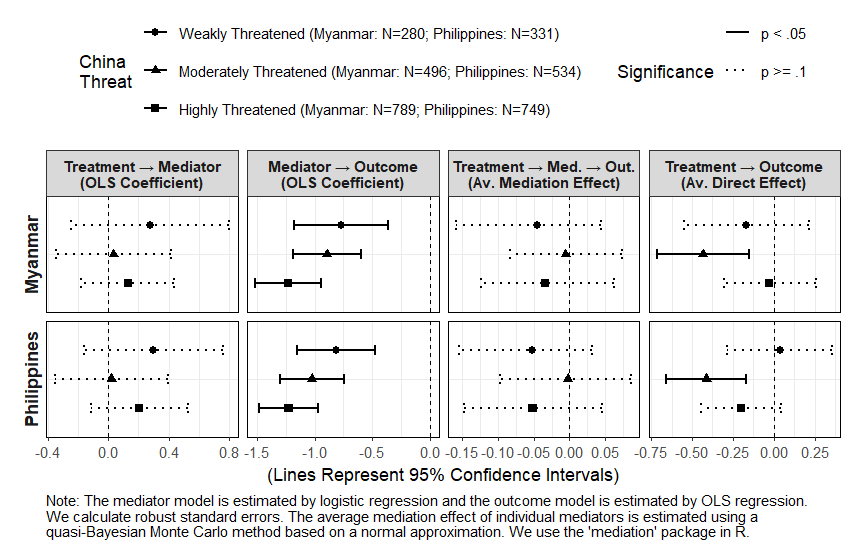 China
Threat
Weakly Threatened (Myanmar: N=280; Philippines: N=331)
Moderately Threatened (Myanmar: N=496; Philippines: N=534)
Highly Threatened (Myanmar: N=789; Philippines: N=749)
Significance
p < .05
p >= .1
Treatment → Mediator
(OLS Coefficient)
Mediator → Outcome
(OLS Coefficient)
Treatment → Med. → Out.
(Av. Mediation Effect)
Treatment → Outcome
(Av. Direct Effect)
Myanmar
Philippines
-0.4 0.0 0.4 0.8
-1.5 -1.0 -0.5 0.0
-0.15 -0.10 -0.05 0.00 0.05
-0.75 -0.50 -0.25 0.00 0.25
(Lines Represent 95% Confidence Intervals)
Note: The mediator model is estimated by logistic regression and the outcome model is estimated by OLS regression.
We calculate robust standard errors. The average mediation effect of individual mediators is estimated using a
quasi-Bayesian Monte Carlo method based on a normal approximation. We use the 'mediation' package in R.